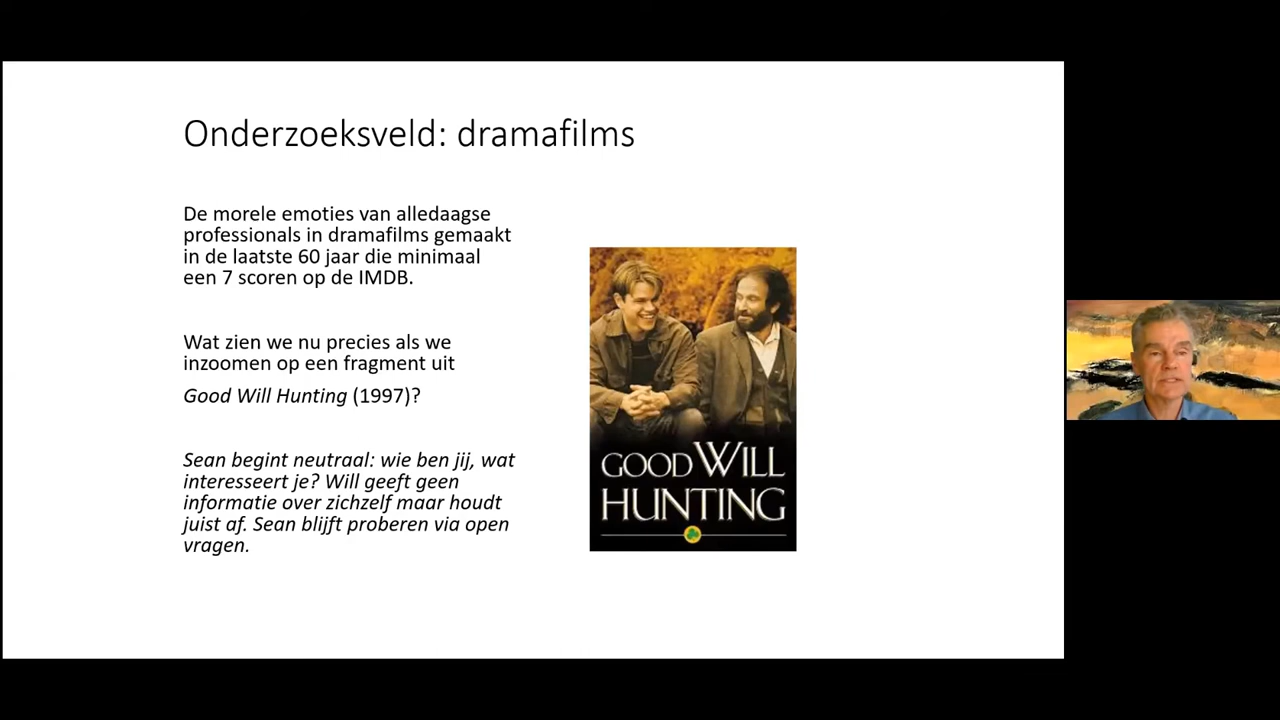 Onderzoeksveld: dramafilms
De morele emoties van alledaagse
professionals in dramafilms gemaakt
in de laatste 60 jaar die minimaal
een 7 scoren op de IMDB.
Wat zien we nu precies als we
inzoomen op een fragment uit
Good Will Hunting (1997)?
Sean begint neutraal: wie ben jij, wat
interesseert je? Will geeft geen
informatie over zichzelf maar houdt
juist af. Sean blijft proberen via open
vragen.
GOOD WILL
HUNTING